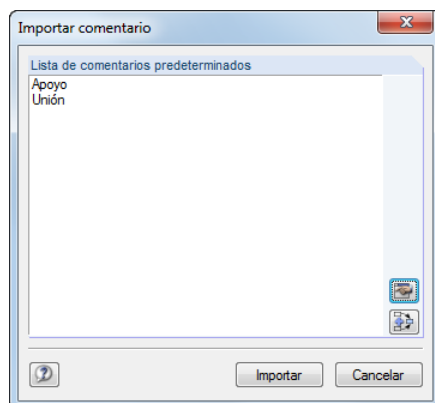 Importar comentario
Lista de comentarios predeterminados
Apoyo
Unión
Importar
Cancelar